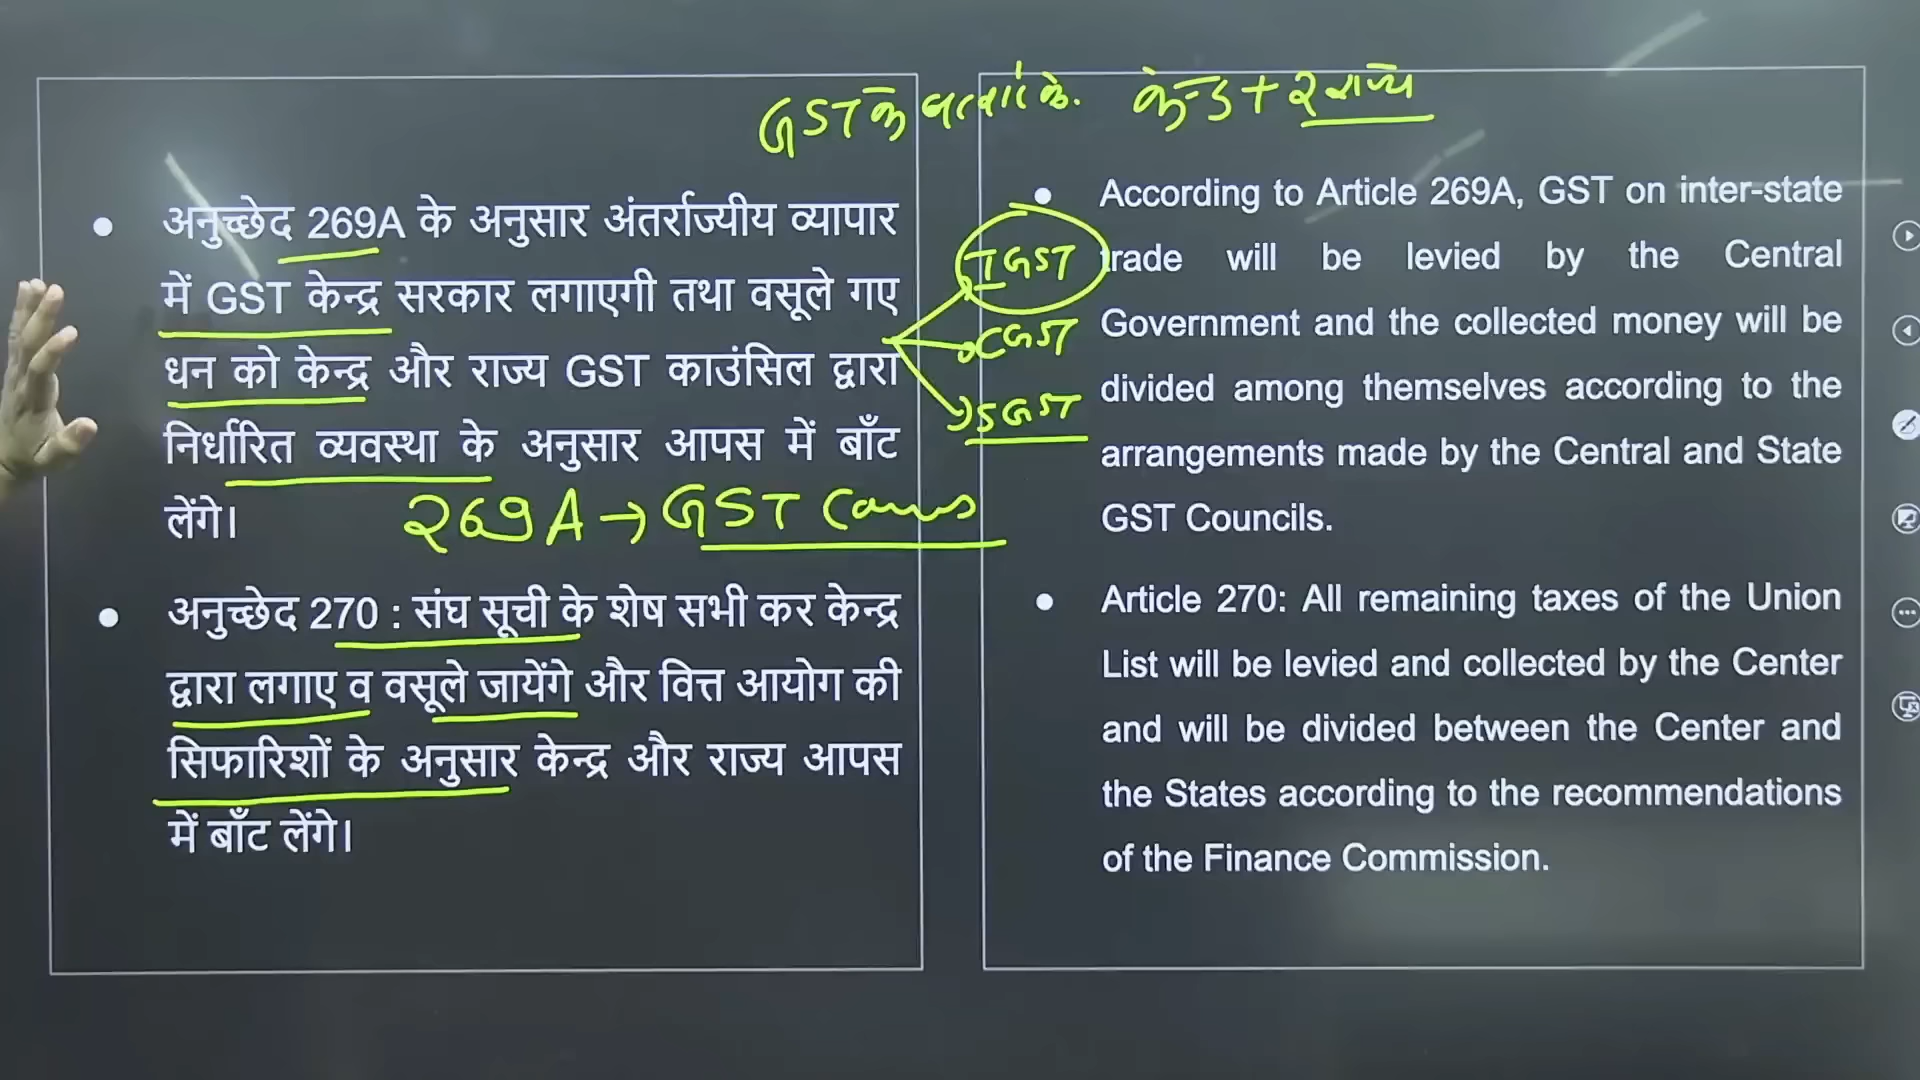 GST के बटवारे के. केन्द्र + २ राज्य
अनुच्छेद 269A के अनुसार अंतर्राज्यीय व्यापार
में GST केन्द्र सरकार लगाएगी तथा वसूले गए
धन को केन्द्र और राज्य GST काउंसिल द्वारा
निर्धारित व्यवस्था के अनुसार आपस में बाँट
लेंगे।
269A → GST
अनुच्छेद 270 : संघ सूची के शेष सभी कर केन्द्र
द्वारा लगाए व वसूले जायेंगे और वित्त आयोग की
सिफारिशों के अनुसार केन्द्र और राज्य आपस
में बाँट लेंगे।
IGST
CGST
SGST
According to Article 269A, GST on inter-state
trade will be levied by the Central
Government and the collected money will be
divided among themselves according to the
arrangements made by the Central and State
GST Councils.
Article 270: All remaining taxes of the Union
List will be levied and collected by the Center
and will be divided between the Center and
the States according to the recommendations
of the Finance Commission.